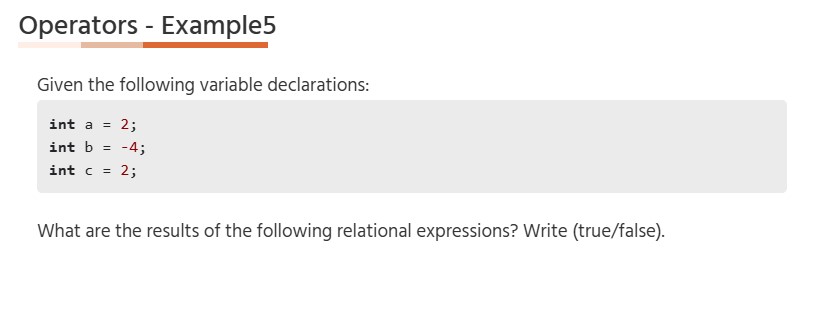 Operators - Example5
Given the following variable declarations:
int a = 2;
int b = -4;
int c = 2;
What are the results of the following relational expressions? Write (true/false).